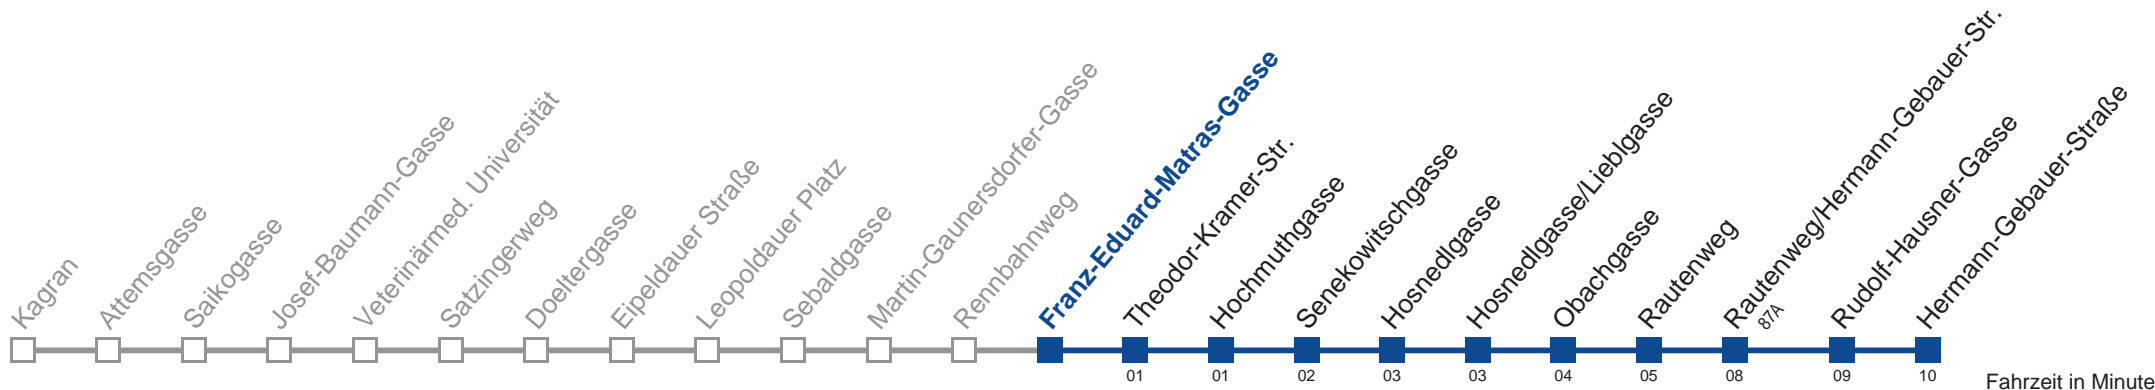 Kagran
Attemsgasse
Saikogasse
Josef-Baumann-Gasse
Veterinärmed. Universität
Satzingerweg
Doeltergasse
Eipeldauer Straße
Leopoldauer Platz
Sebaldgasse
Martin-Gaunersdorfer-Gasse
Rennbahnweg
Franz-Eduard-Matras-Gasse
Theodor-Kramer-Str.
01
Hochmuthgasse
01
Senekowitschgasse
02
Hosnedlgasse
03
Hosnedlgasse/Lieblgasse
03
Obachgasse
04
Rautenweg
05
Rautenweg/Hermann-Gebauer-Str.
87A
08
Rudolf-Hausner-Gasse
09
Hermann-Gebauer-Straße
10
Fahrzeit in Minute